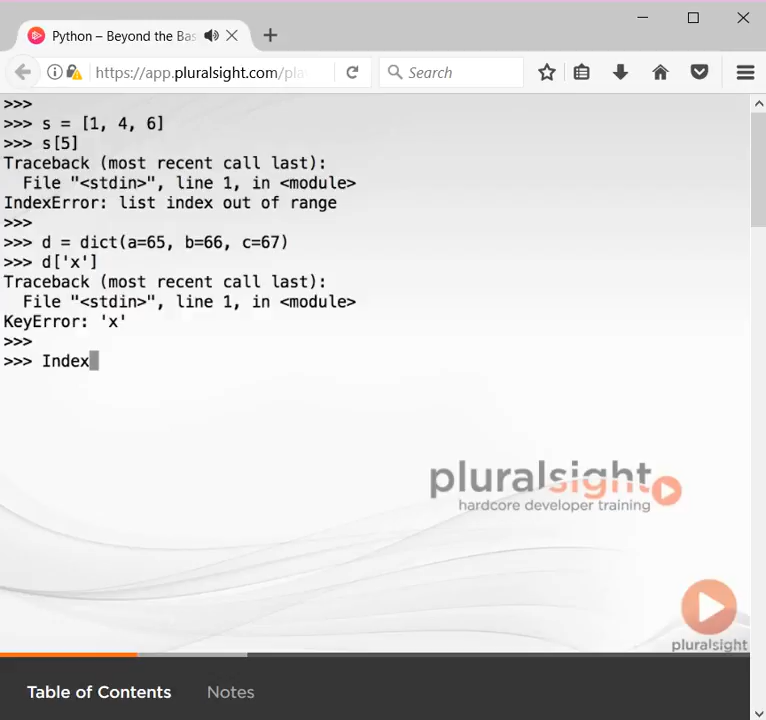 Python – Beyond the Bas
https://app.pluralsight.com/pla
Search
>>>
>>> s = [1, 4, 6]
>>> s[5]
Traceback (most recent call last):
  File "<stdin>", line 1, in <module>
IndexError: list index out of range
>>>
>>> d = dict(a=65, b=66, c=67)
>>> d['x']
Traceback (most recent call last):
  File "<stdin>", line 1, in <module>
KeyError: 'x'
>>>
>>> Index
pluralsight
hardcore developer training
pluralsight
Table of Contents
Notes